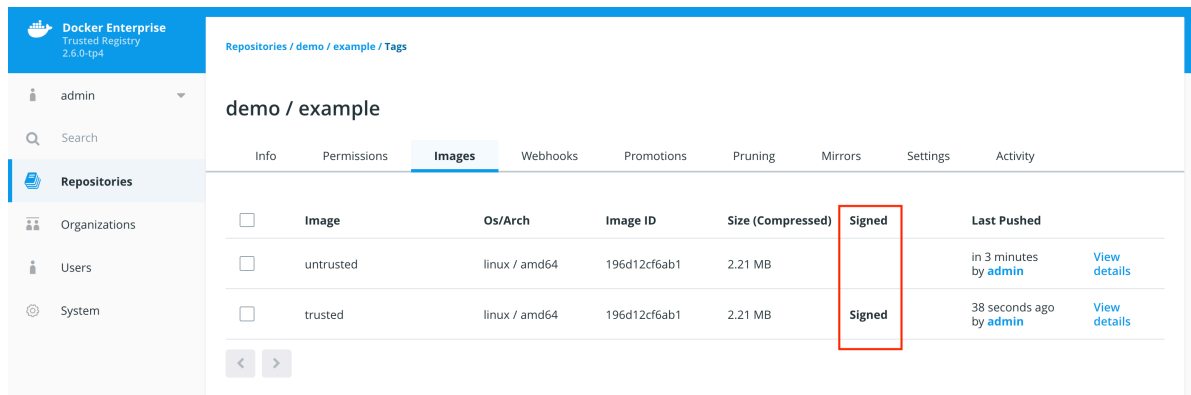 Docker Enterprise
Trusted Registry
2.6.0-tp4
admin
Search
Repositories
Organizations
Users
System
Repositories / demo / example / Tags
demo / example
Info Permissions Images Webhooks Promotions Pruning Mirrors Settings Activity
Image Os/Arch Image ID Size (Compressed) Signed Last Pushed
untrusted linux / amd64 196d12cf6ab1 2.21 MB in 3 minutes View
by admin details
trusted linux / amd64 196d12cf6ab1 2.21 MB Signed 38 seconds ago View
by admin details